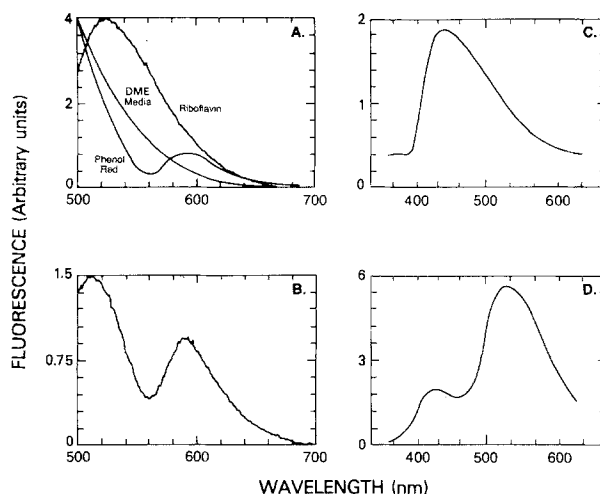 FLUORESCENCE (Arbitrary units)
A.
4
2
0
500
600
700
Riboflavin
DME
Media
Phenol
Red
C.
2
1
0
400
500
600
B.
1.5
0.75
0
500
600
700
D.
6
3
0
400
500
600
WAVELENGTH (nm)